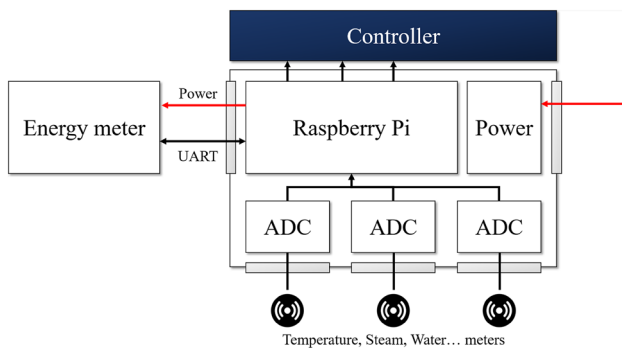 Controller
Power
Energy meter
UART
Raspberry Pi
Power
ADC
ADC
ADC
Temperature, Steam, Water… meters